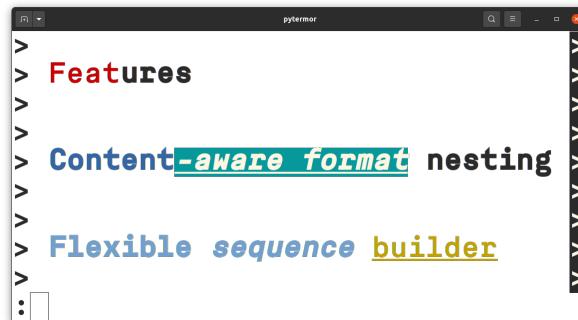 pytermor
>
> Features
>
>
> Content-aware format nesting
>
>
> Flexible sequence builder
>
: